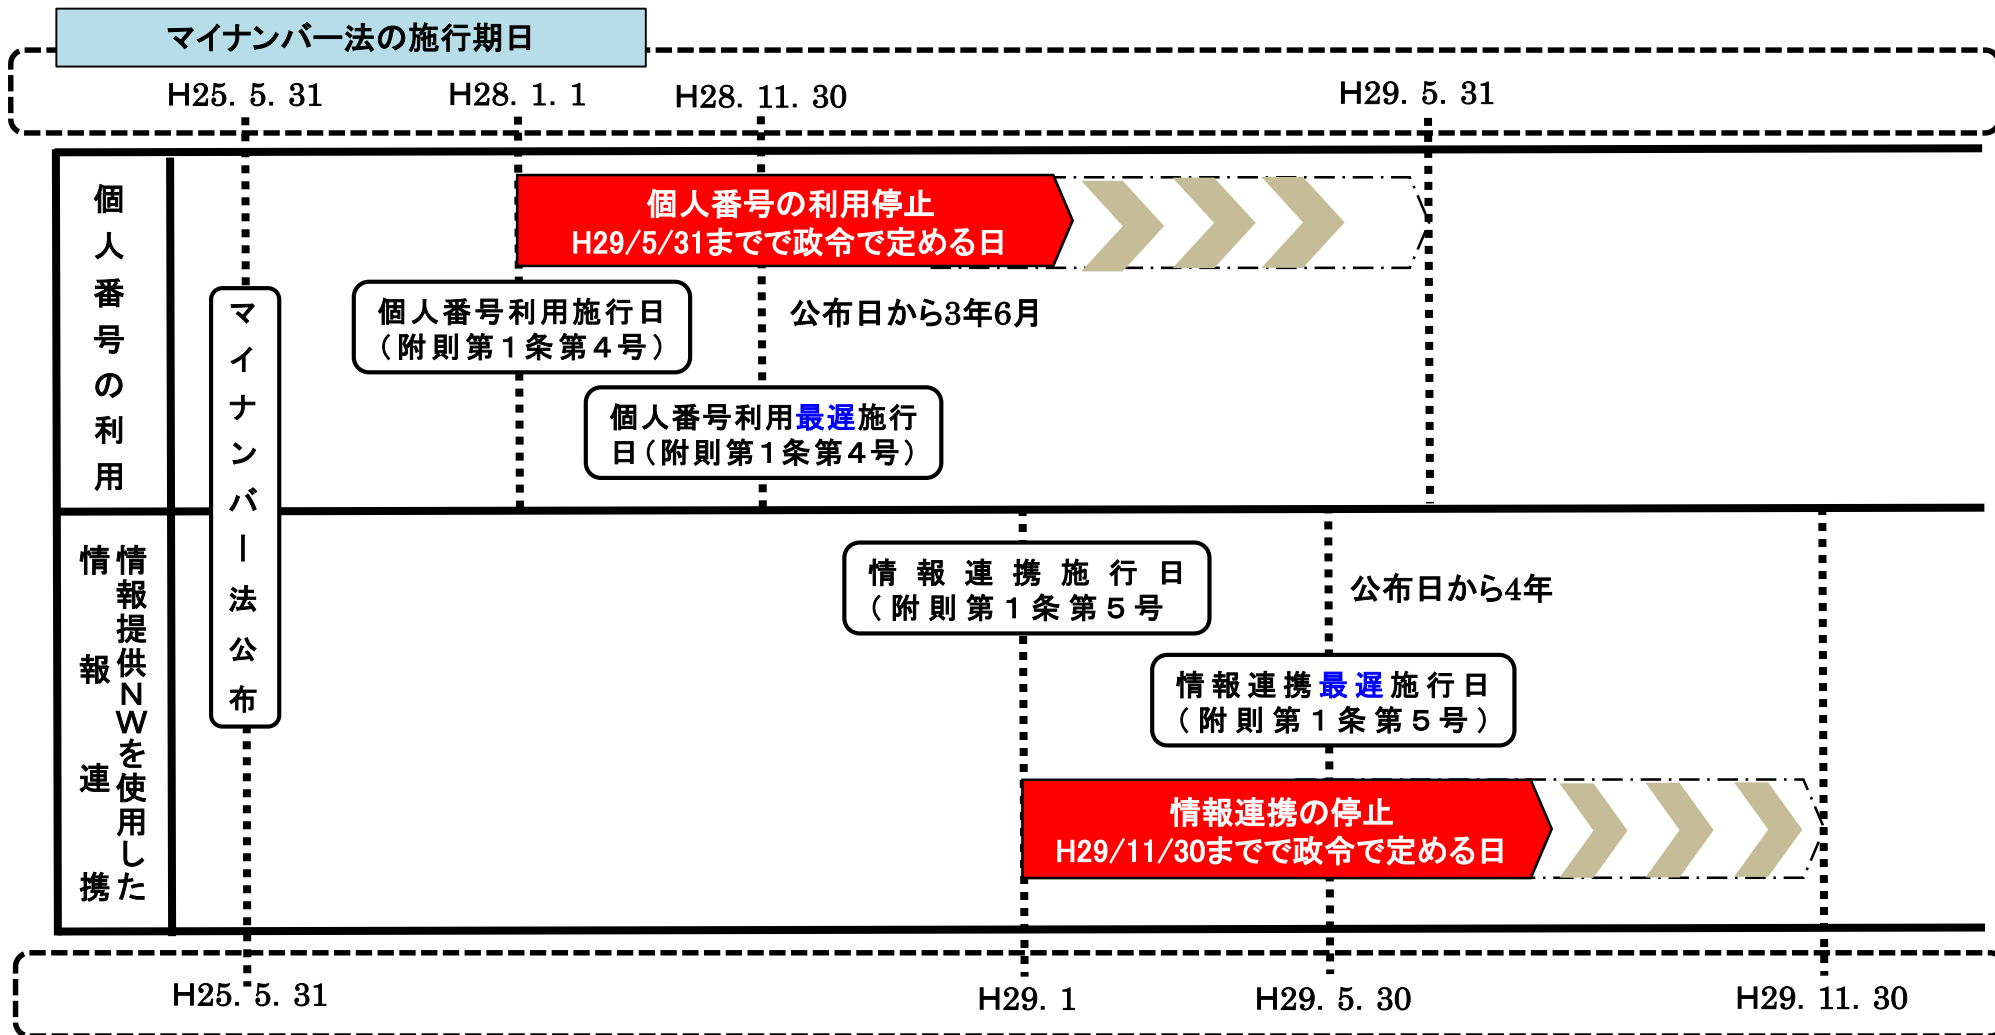 マイナンバー法の施行期日
H25. 5. 31
H28. 1. 1
H28. 11. 30
H29. 5. 31
個人番号の利用
個人番号の利用停止
H29/5/31までで政令で定める日
マイナンバー法公布
個人番号利用施行日
（附則第１条第４号）
公布日から3年6月
個人番号利用最遅施行
日（附則第１条第４号）
情報提供NWを使用した
情報連携
情報連携施行日
（附則第１条第５号
公布日から4年
情報連携最遅施行日
（附則第１条第５号）
情報連携の停止
H29/11/30までで政令で定める日
H25. 5. 31
H29. 1
H29. 5. 30
H29. 11. 30